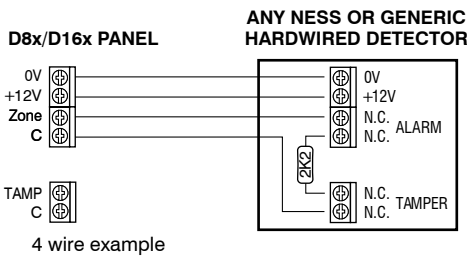 ANY NESS OR GENERIC
D8x/D16x PANEL
HARDWIRED DETECTOR
0V
+12V
Zone
C
TAMP
C
0V
+12V
N.C.
N.C.
ALARM
2K2
N.C.
N.C.
TAMPER
4 wire example